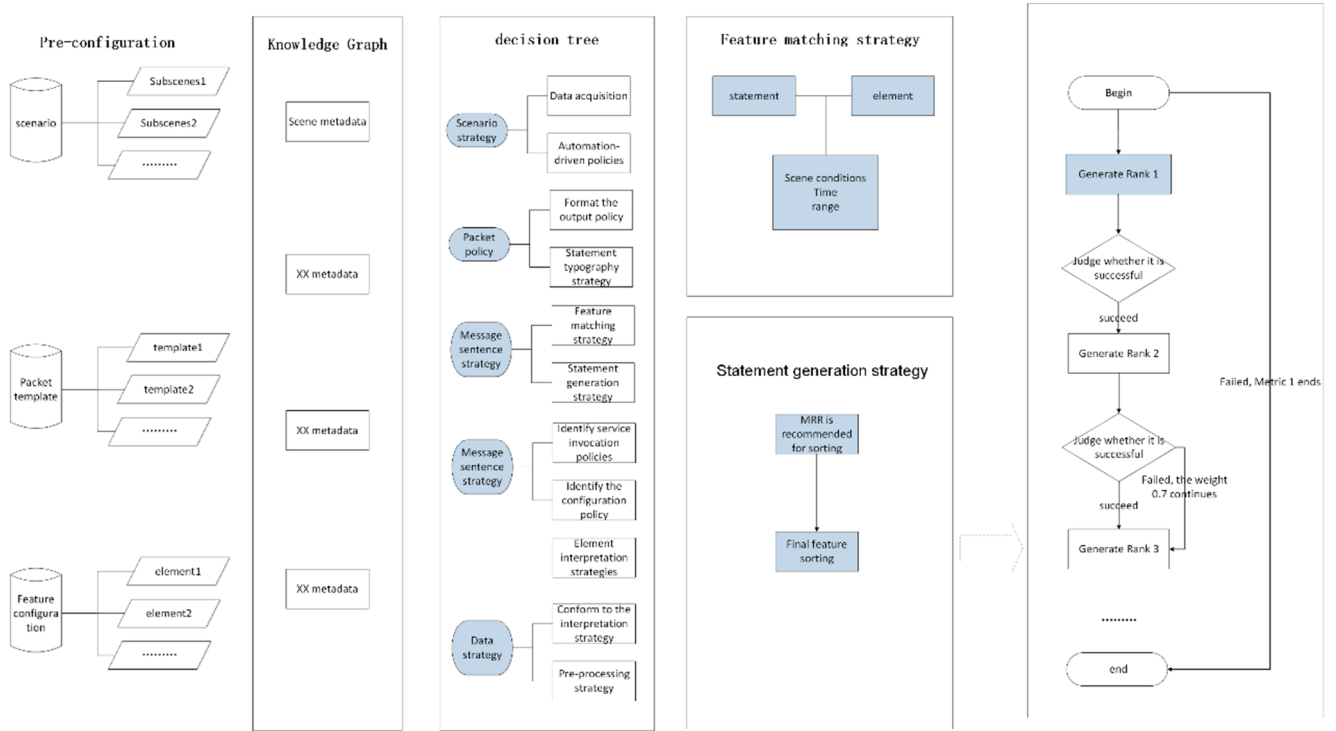 Pre-configuration
scenario
Subscenes1
Subscenes2
·········
Packet
template
template1
template2
·········
Feature
configura
tion
element1
element2
·········
Knowledge Graph
Scene metadata
XX metadata
XX metadata
XX metadata
decision tree
Scenario
strategy
Data acquisition
Automation-
driven policies
Packet
policy
Format the
output policy
Statement
typography
strategy
Message
sentence
strategy
Feature
matching
strategy
Statement
generation
strategy
Message
sentence
strategy
Identify service
invocation
policies
Identify the
configuration
policy
Element
interpretation
strategies
Data
strategy
Conform to the
interpretation
strategy
Pre-processing
strategy
Feature matching strategy
statement
element
Scene conditions
Time
range
Statement generation strategy
MRR is
recommended
for sorting
Final feature
sorting
Begin
Generate Rank 1
Judge whether it is
successful
succeed
Generate Rank 2
Failed, Metric 1 ends
Judge whether it is
successful
Failed, the weight
0.7 continues
succeed
Generate Rank 3
·········
end